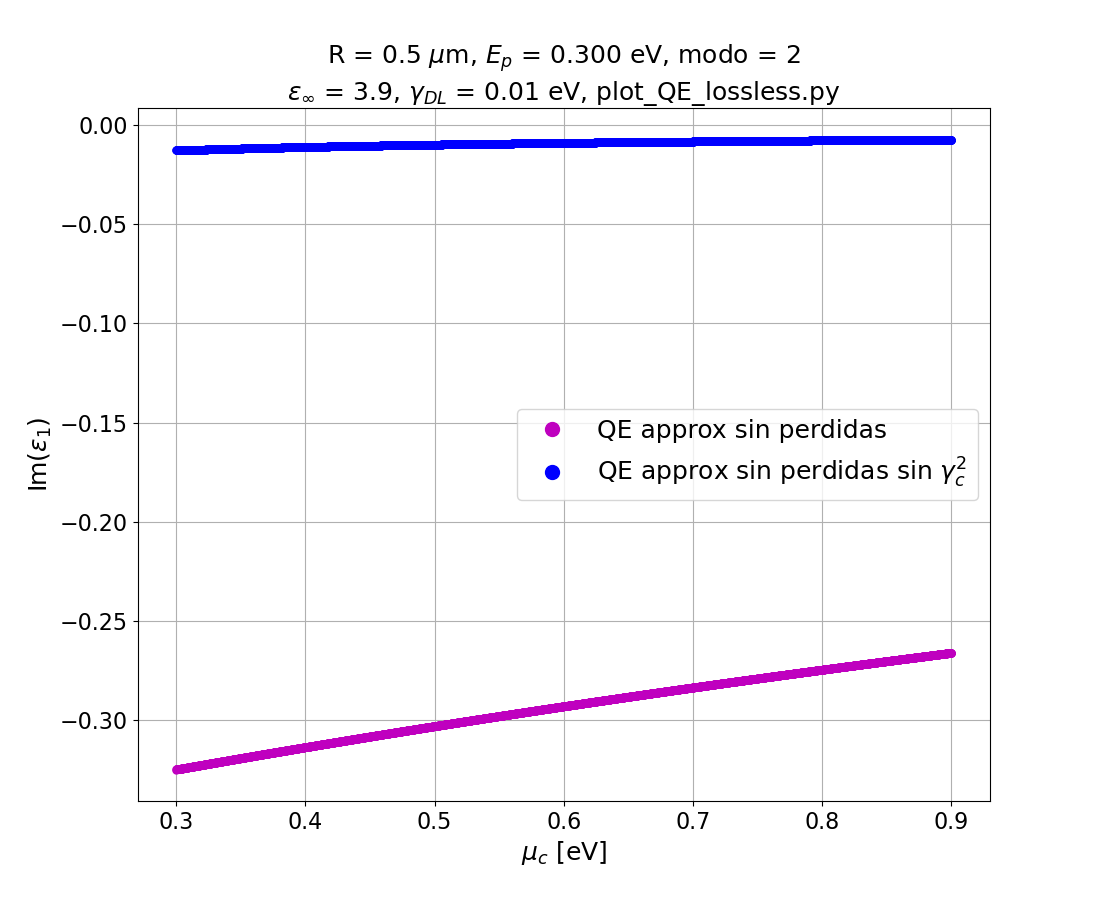 R = 0.5 μm, E_p = 0.300 eV, modo = 2
ε_∞ = 3.9, γ_DL = 0.01 eV, plot_QE_lossless.py
0.00
−0.05
−0.10
−0.15
−0.20
−0.25
−0.30
Im(ε₁)
QE approx sin perdidas
QE approx sin perdidas sin γ_c^2
0.3 0.4 0.5 0.6 0.7 0.8 0.9
μ_c [eV]